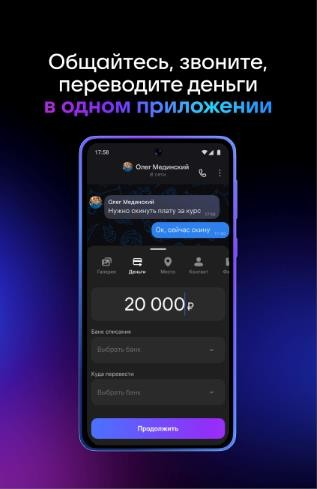 Общайтесь, звоните,
переводите деньги
в одном приложении
17:58
Олег Мединский
В сети
Олег Мединский
Нужно скинуть плату за курс
17:58
Ок, сейчас скину
Галерея Деньги Место Контакт
20 000 ₽
Банк списания
Выбрать банк
Куда перевести
Выбрать банк
Продолжить